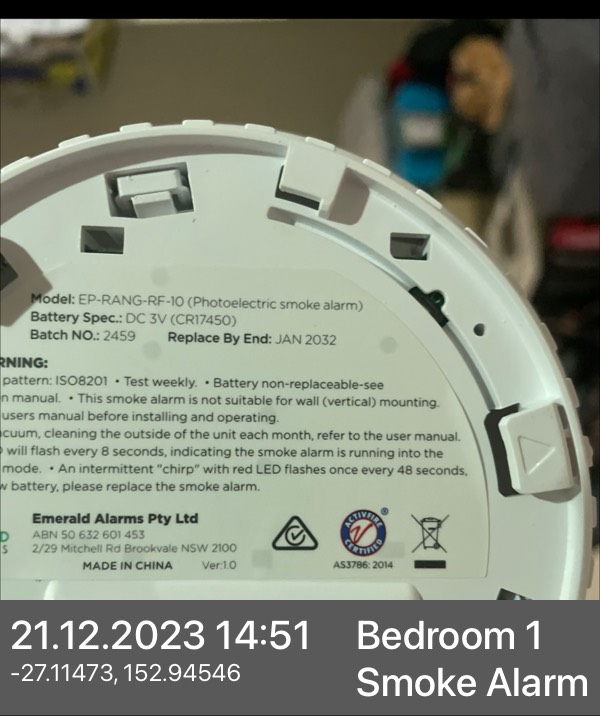 Model: EP-RANG-RF-10 (Photoelectric smoke alarm)
Battery Spec.: DC 3V (CR17450)
Batch NO.: 2459 Replace By End: JAN 2032
RNING:
pattern: ISO8201 • Test weekly. • Battery non-replaceable-see
n manual. • This smoke alarm is not suitable for wall (vertical) mounting.
users manual before installing and operating.
cuum, cleaning the outside of the unit each month, refer to the user manual.
will flash every 8 seconds, indicating the smoke alarm is running into the
mode. • An intermittent "chirp" with red LED flashes once every 48 seconds,
w battery, please replace the smoke alarm.
Emerald Alarms Pty Ltd
ABN 50 632 601 453
2/29 Mitchell Rd Brookvale NSW 2100
MADE IN CHINA Ver:1.0
D
S
ACTIVFIRE
®
CERTIFIED
AS3786: 2014
21.12.2023 14:51
-27.11473, 152.94546
Bedroom 1
Smoke Alarm